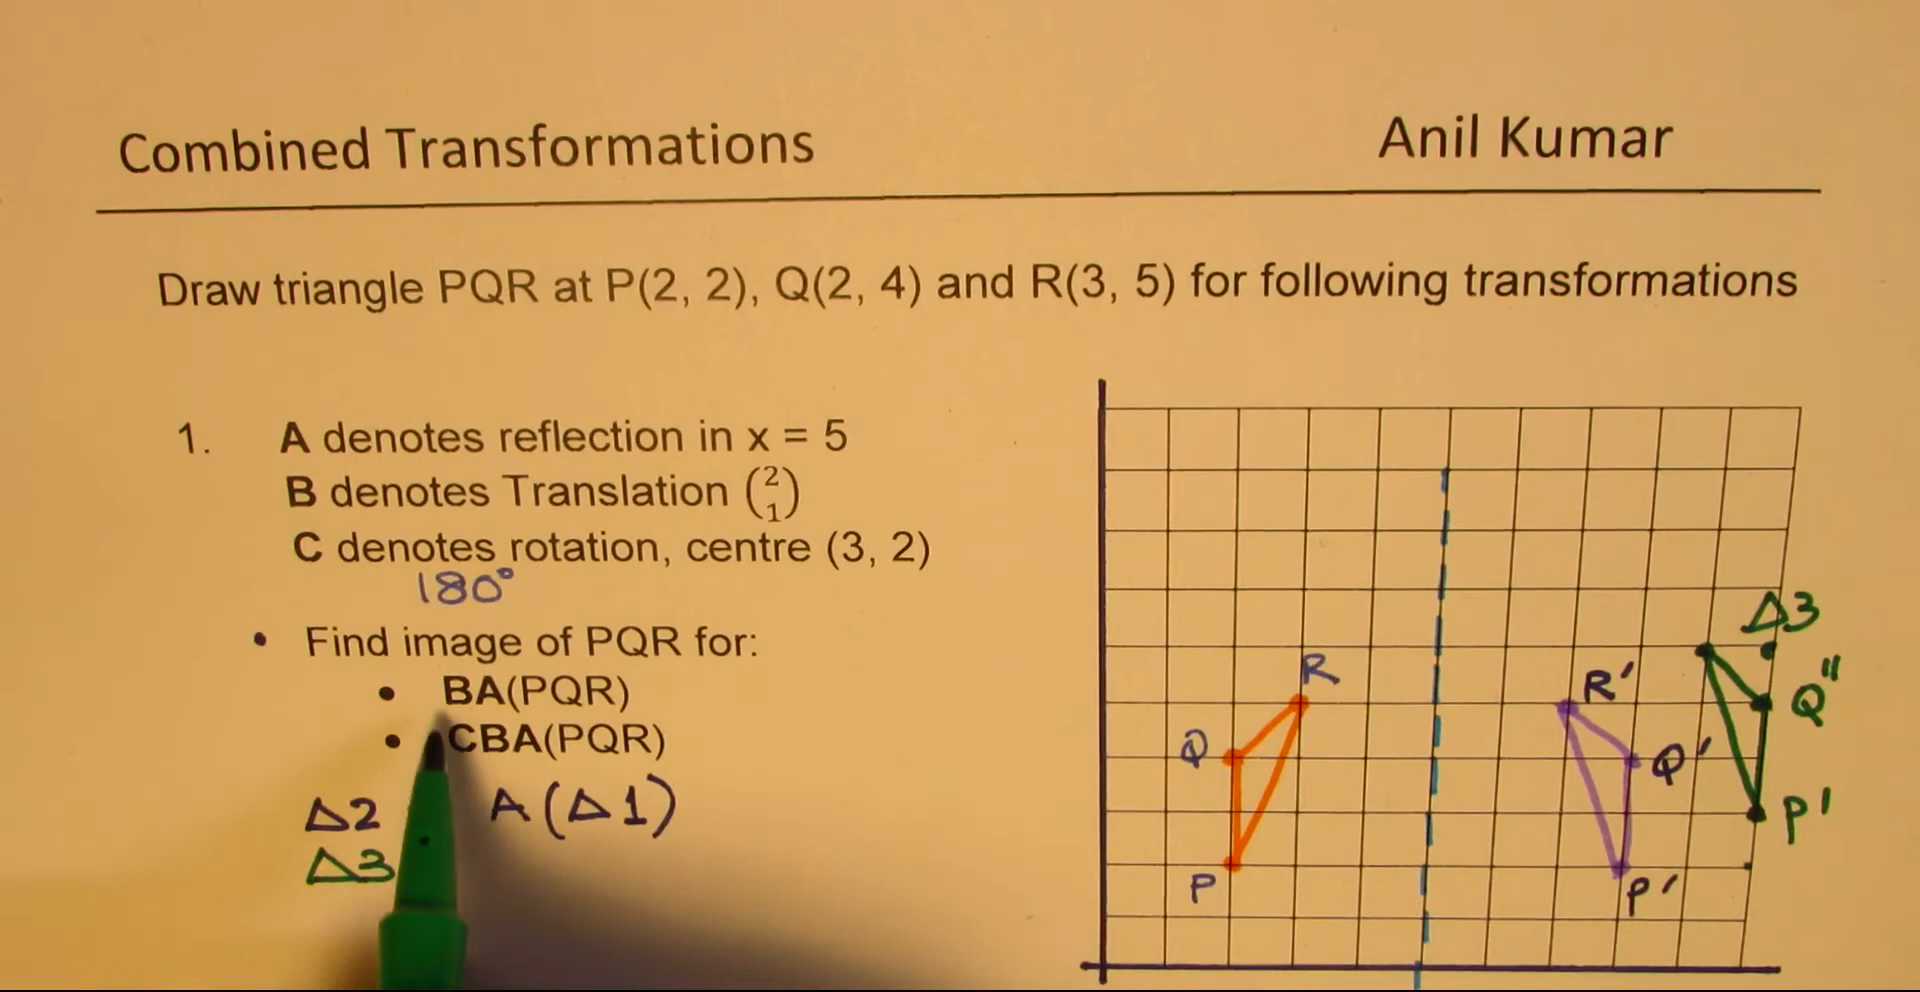 Combined Transformations
Anil Kumar
Draw triangle PQR at P(2, 2), Q(2, 4) and R(3, 5) for following transformations
1. A denotes reflection in x = 5
B denotes Translation (2 1)
C denotes rotation, centre (3, 2)
180°
• Find image of PQR for:
• BA(PQR)
• CBA(PQR)
Δ2 A(Δ1)
Δ3
Δ3
R
R'
Q"
Q
Q'
P'
P
P'